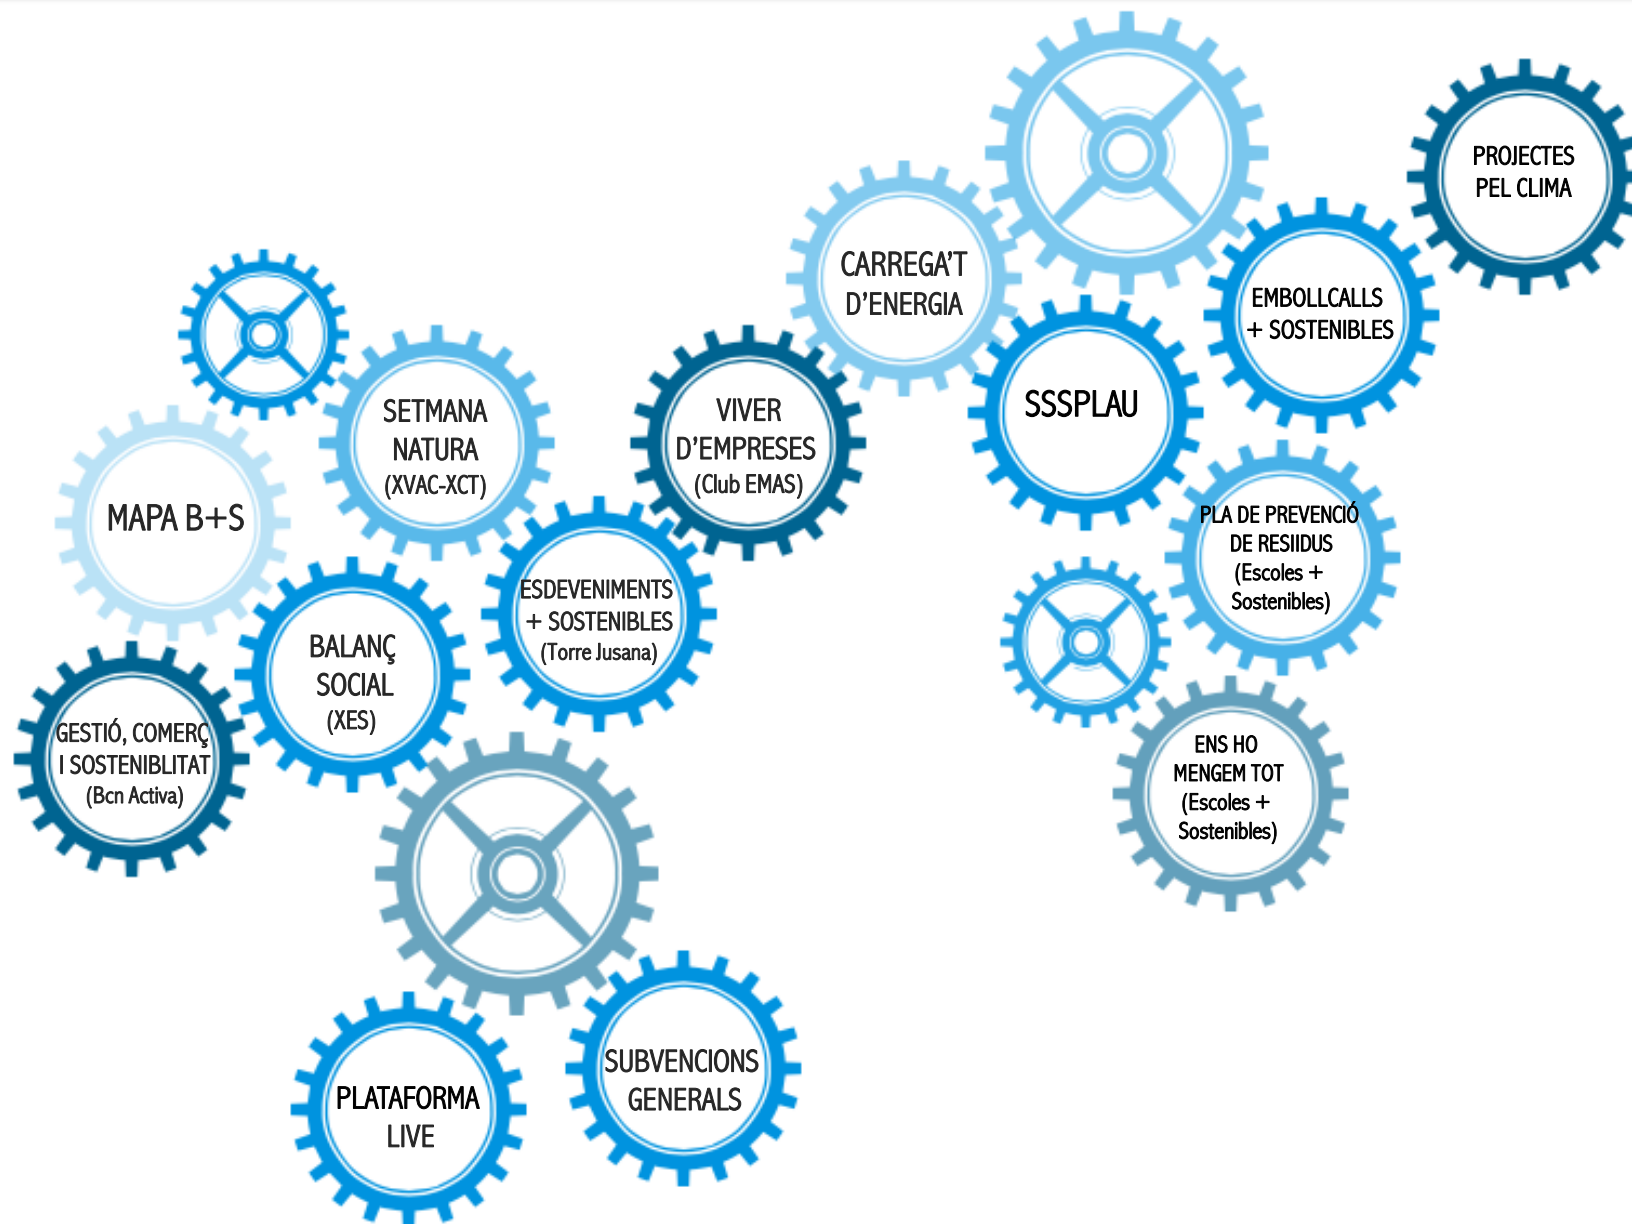 PROJECTES
PEL CLIMA
CARREGA'T
D'ENERGIA
EMBOLLCALLS
+ SOSTENIBLES
SSSPLAU
SETMANA
NATURA
(XVAC-XCT)
VIVER
D'EMPRESES
(Club EMAS)
MAPA B+S
PLA DE PREVENCIÓ
DE RESIIDUS
(Escoles +
Sostenibles)
ESDEVENIMENTS
+ SOSTENIBLES
(Torre Jusana)
BALANÇ
SOCIAL
(XES)
GESTIÓ, COMERÇ
I SOSTENIBLITAT
(Bcn Activa)
ENS HO
MENGEM TOT
(Escoles +
Sostenibles)
SUBVENCIONS
GENERALS
PLATAFORMA
LIVE